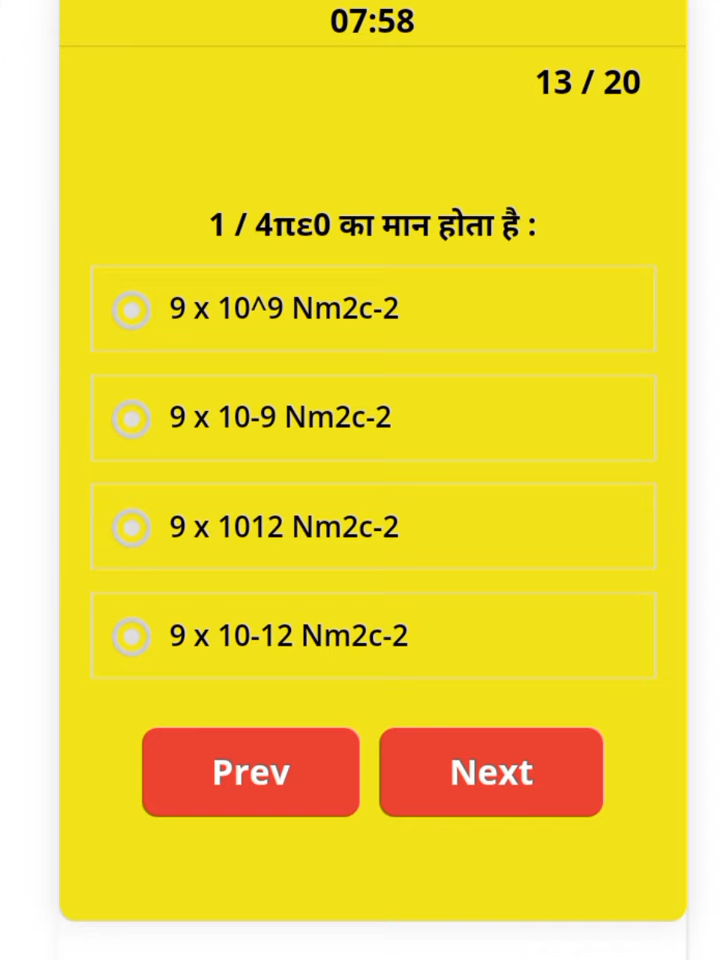 07:58
13 / 20
1 / 4πε0 का मान होता है :
9 x 10^9 Nm2c-2
9 x 10-9 Nm2c-2
9 x 1012 Nm2c-2
9 x 10-12 Nm2c-2
Prev
Next